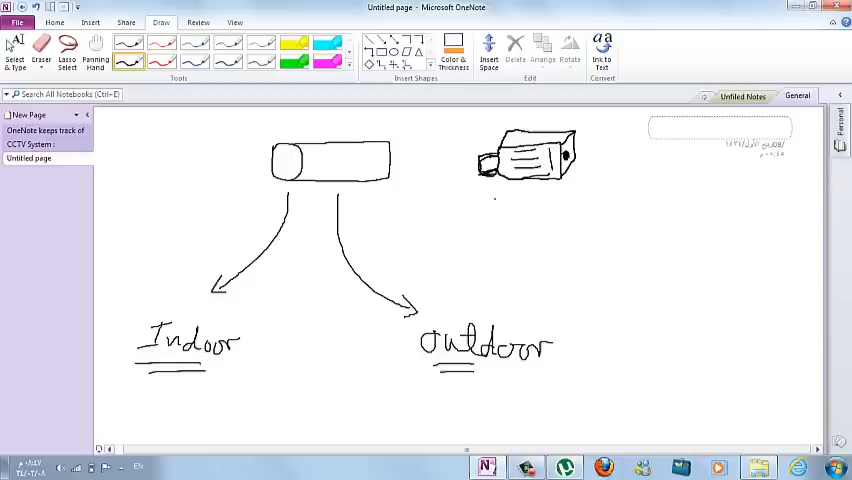 Untitled page - Microsoft OneNote
File
Home
Insert
Share
Draw
Review
View
Select & Type
Eraser
Lasso Select
Panning Hand
Tools
Insert Shapes
Color & Thickness
Insert Space
Delete
Arrange
Rotate
Edit
Ink to Text
Convert
Search All Notebooks (Ctrl+E)
Unfiled Notes
General
New Page
OneNote keeps track of
CCTV System :
Untitled page
Personal
Indoor
outdoor
EN